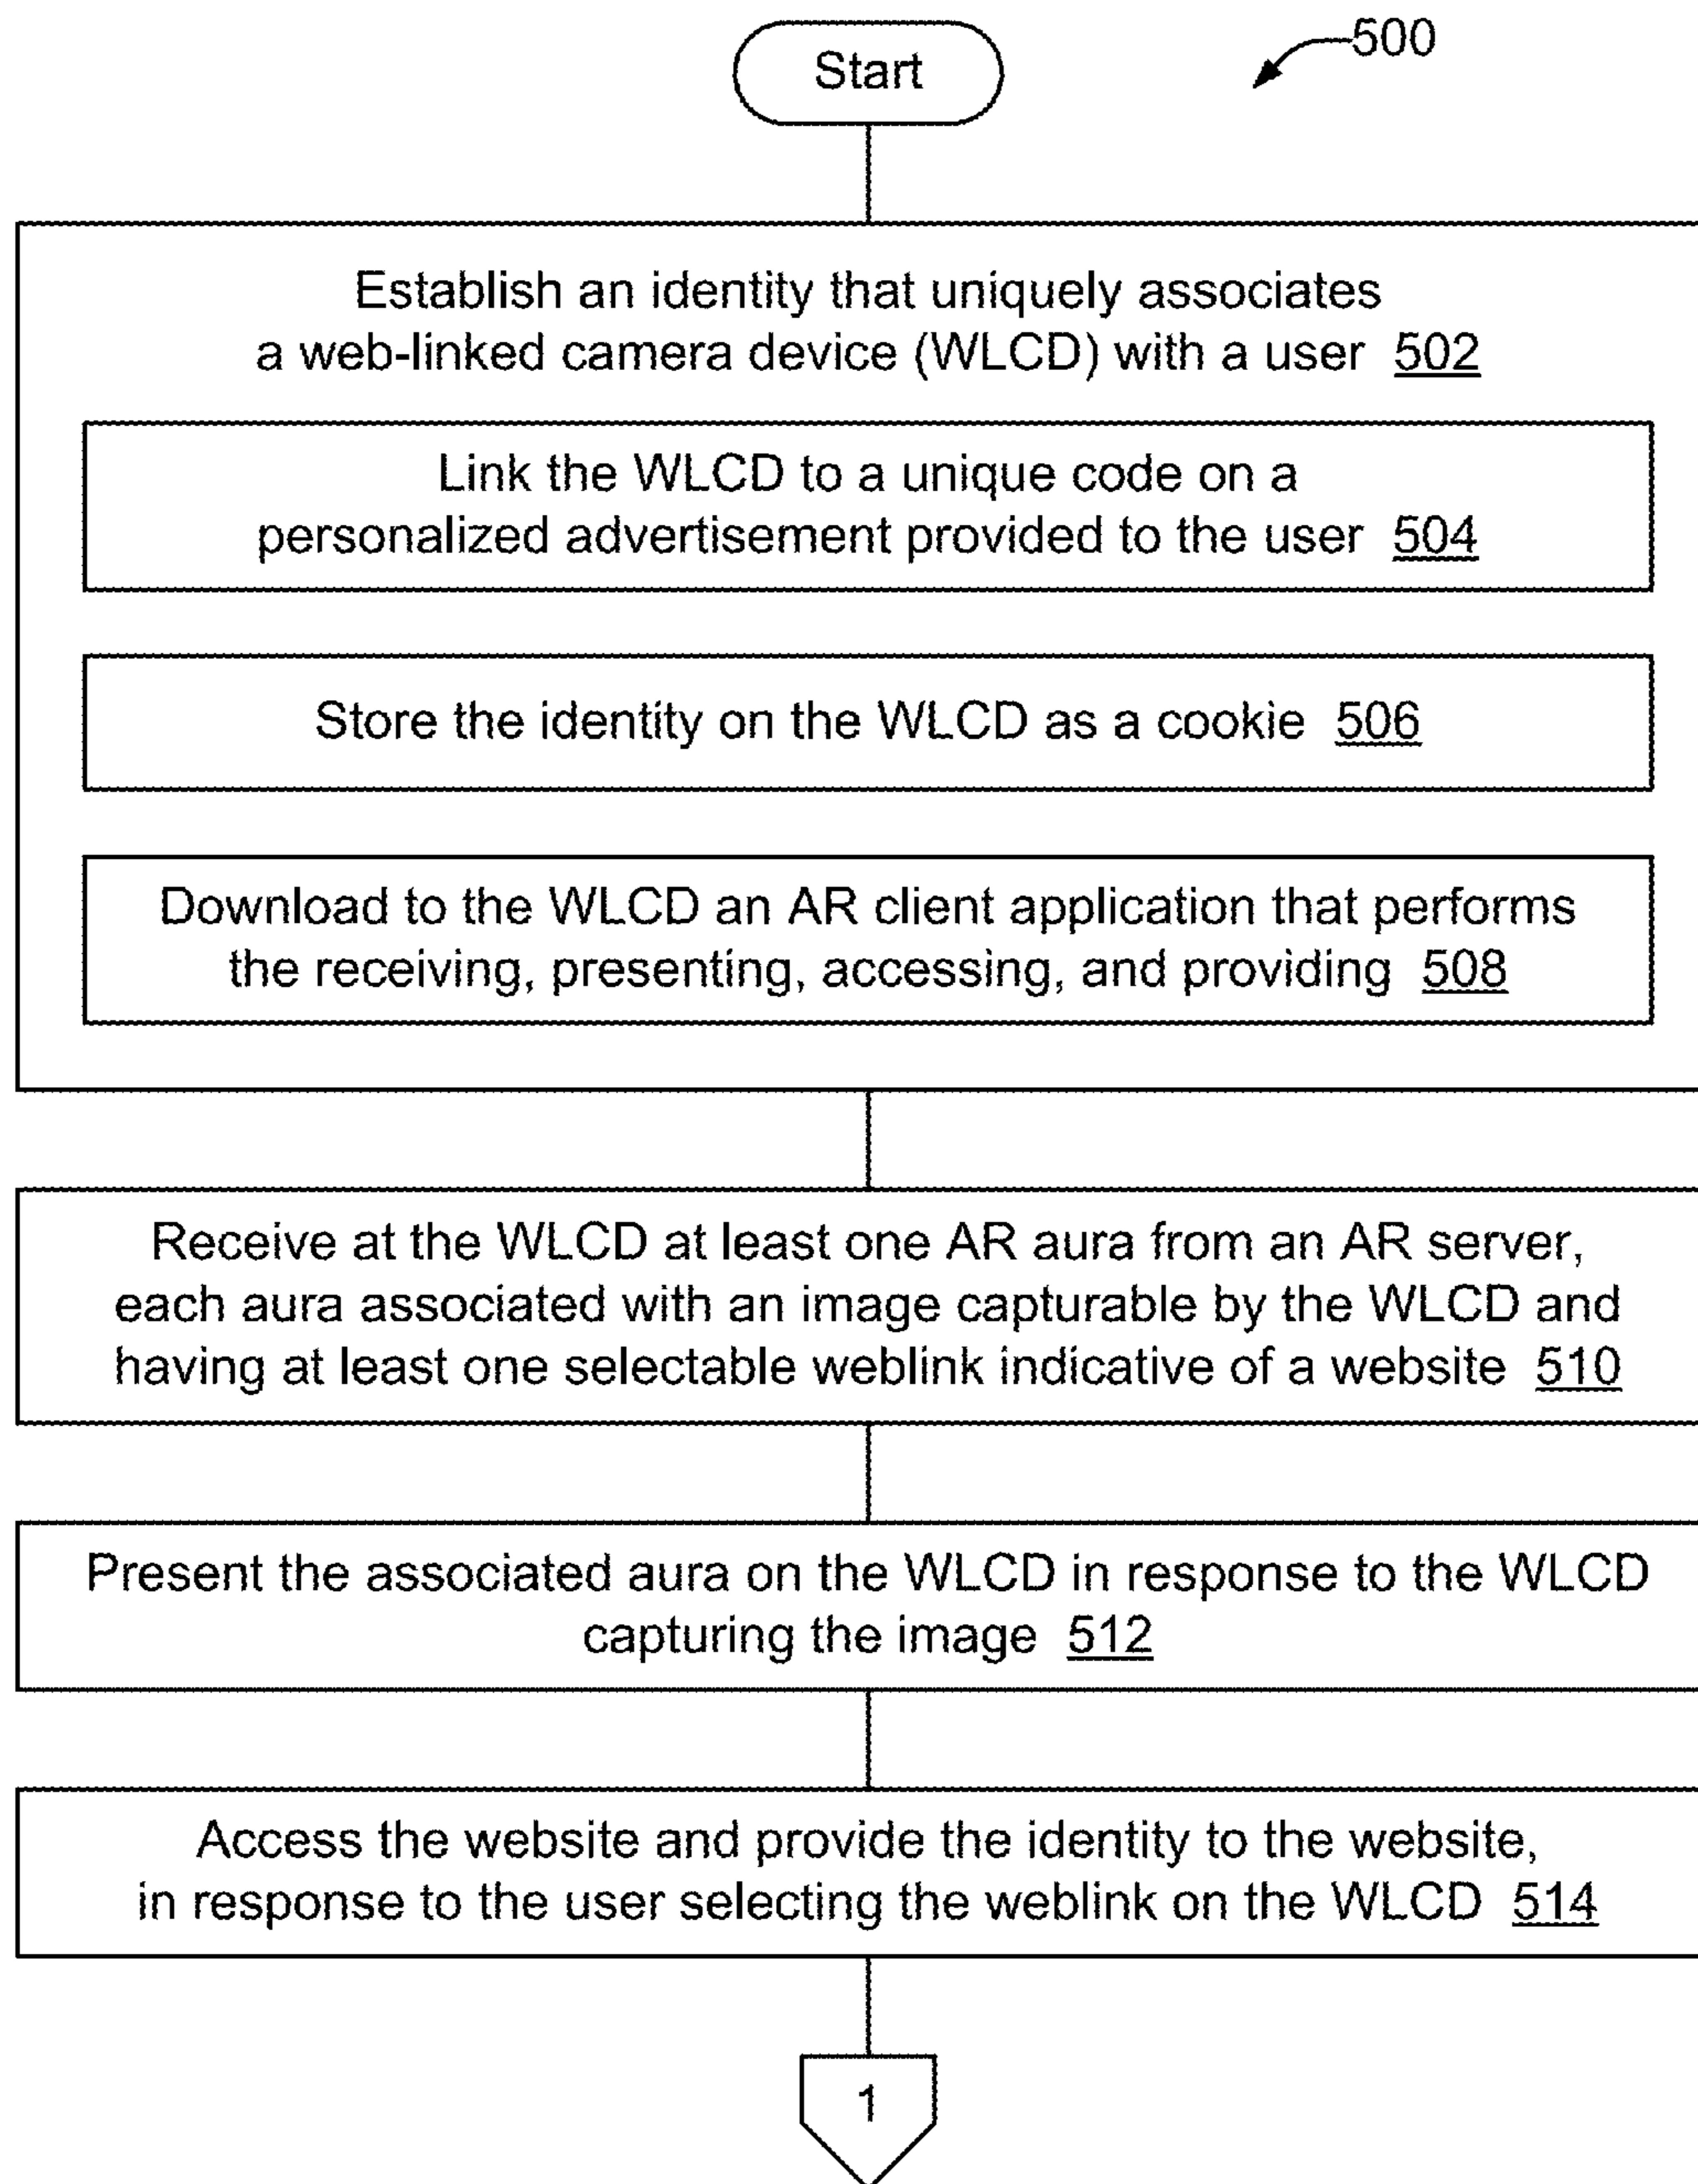 Start
500
Establish an identity that uniquely associates
a web-linked camera device (WLCD) with a user 502
Link the WLCD to a unique code on a
personalized advertisement provided to the user 504
Store the identity on the WLCD as a cookie 506
Download to the WLCD an AR client application that performs
the receiving, presenting, accessing, and providing 508
Receive at the WLCD at least one AR aura from an AR server,
each aura associated with an image capturable by the WLCD and
having at least one selectable weblink indicative of a website 510
Present the associated aura on the WLCD in response to the WLCD
capturing the image 512
Access the website and provide the identity to the website,
in response to the user selecting the weblink on the WLCD 514
1